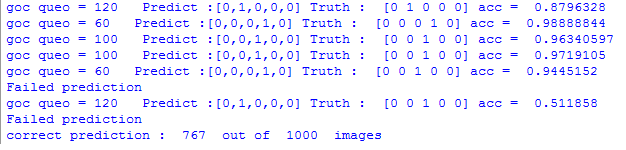 goc queo = 120 Predict :[0,1,0,0,0] Truth : [0 1 0 0 0] acc = 0.8796328
goc queo = 60 Predict :[0,0,0,1,0] Truth : [0 0 0 1 0] acc = 0.98888844
goc queo = 100 Predict :[0,0,1,0,0] Truth : [0 0 1 0 0] acc = 0.96340597
goc queo = 100 Predict :[0,0,1,0,0] Truth : [0 0 1 0 0] acc = 0.9719105
goc queo = 60 Predict :[0,0,0,1,0] Truth : [0 0 1 0 0] acc = 0.9445152
Failed prediction
goc queo = 120 Predict :[0,1,0,0,0] Truth : [0 0 1 0 0] acc = 0.511858
Failed prediction
correct prediction : 767 out of 1000 images